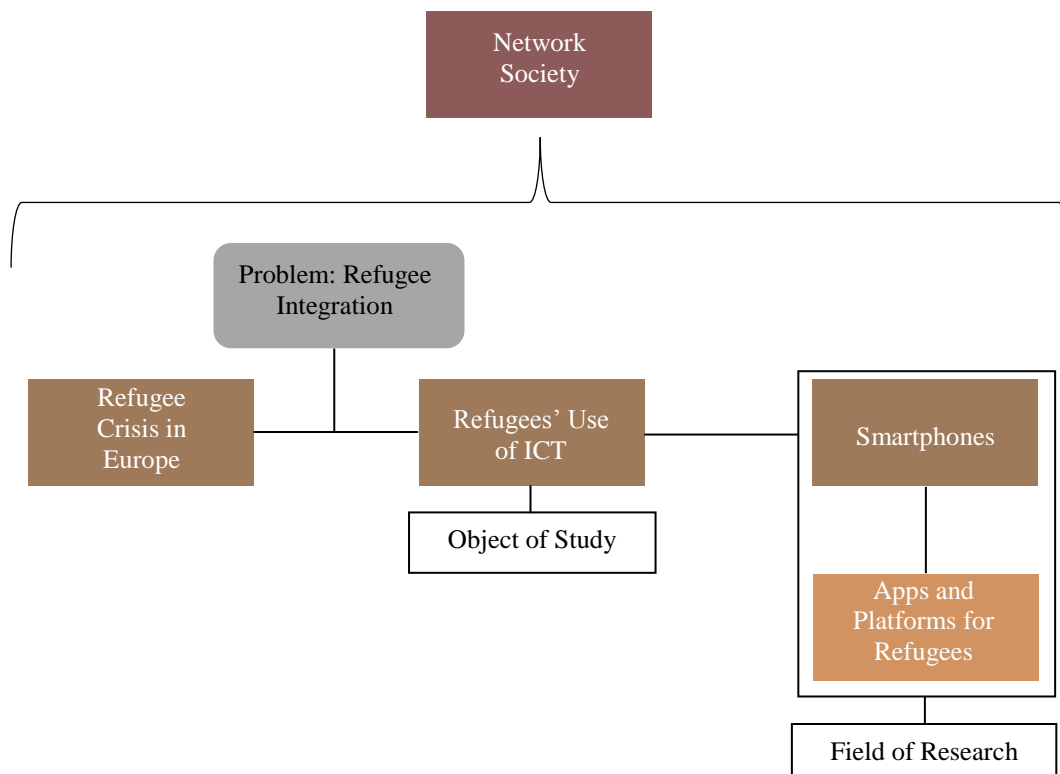 Network
Society
Problem: Refugee
Integration
Refugee
Crisis in
Europe
Refugees’ Use
of ICT
Smartphones
Object of Study
Apps and
Platforms for
Refugees
Field of Research